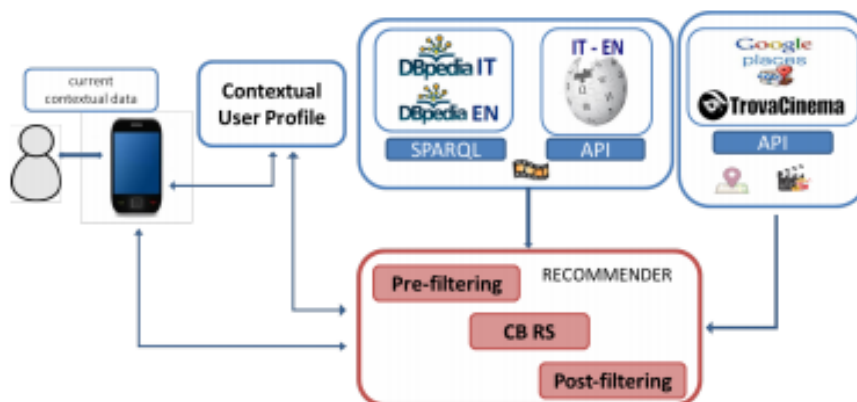 current
contextual data
Contextual
User Profile
DBpedia IT
DBpedia EN
SPARQL
IT - EN
API
Google
places
TrovaCinema
API
RECOMMENDER
Pre-filtering
CB RS
Post-filtering